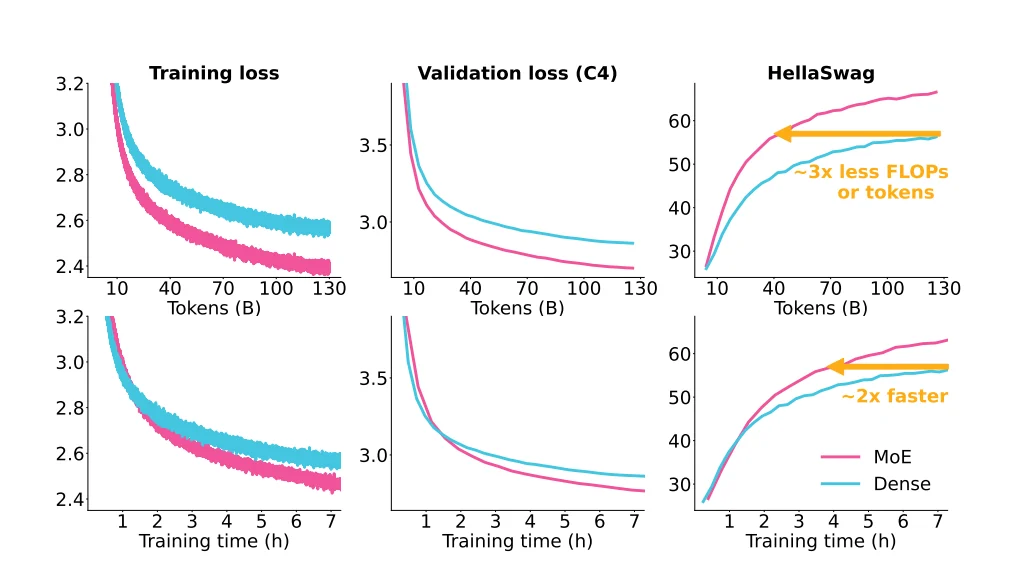 Training loss
Validation loss (C4)
HellaSwag
3.2
3.0
2.8
2.6
2.4
10 40 70 100 130
Tokens (B)
3.5
3.0
10 40 70 100 130
Tokens (B)
60
50
40
30
~3x less FLOPs
or tokens
10 40 70 100 130
Tokens (B)
3.2
3.0
2.8
2.6
2.4
1 2 3 4 5 6 7
Training time (h)
3.5
3.0
1 2 3 4 5 6 7
Training time (h)
60
50
40
30
~2x faster
MoE
Dense
1 2 3 4 5 6 7
Training time (h)